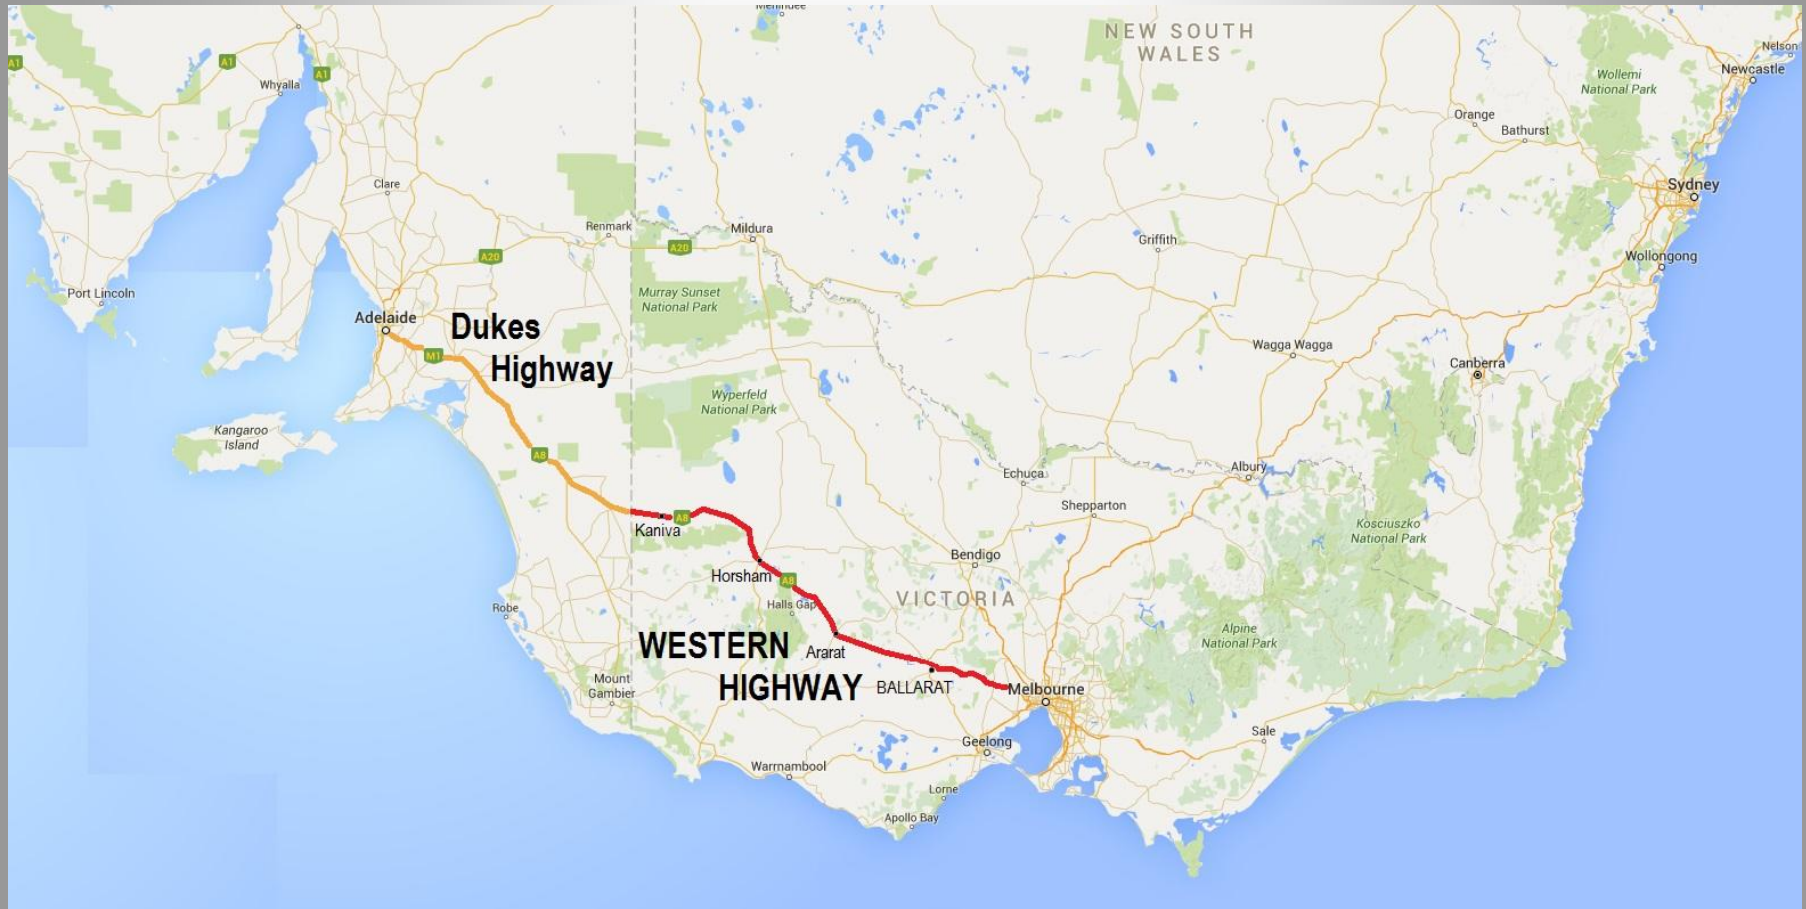 Menindee
NEW SOUTH
WALES
Nelson
Newcastle
A1
A1
A1
Whyalla
Wollemi
National Park
Orange
Bathurst
Clare
Sydney
Renmark
Mildura
Griffith
A20
A20
Wollongong
Port Lincoln
Murray Sunset
National Park
Adelaide
Dukes
Highway
M1
Wagga Wagga
Canberra
Wyperfeld
National Park
Kangaroo
Island
A8
Echuca
Albury
Shepparton
Kaniva
A8
Kosciuszko
National Park
Bendigo
Horsham
A8
Halls Gap
VICTORIA
Robe
Alpine
National Park
WESTERN
HIGHWAY
Ararat
Mount
Gambier
BALLARAT
Melbourne
Geelong
Sale
Warrnambool
Lorne
Apollo Bay